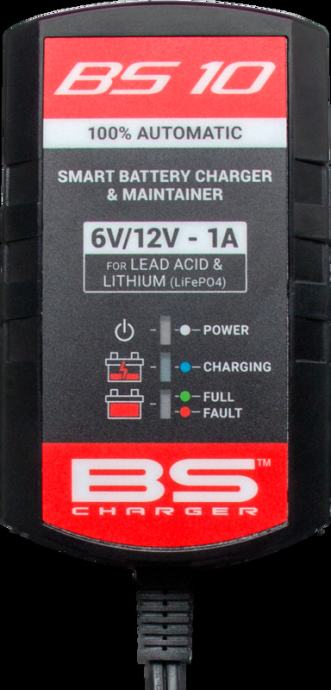 BS 10
100% AUTOMATIC
SMART BATTERY CHARGER
& MAINTAINER
6V/12V - 1A
FOR LEAD ACID &
LITHIUM (LiFePO4)
POWER
CHARGING
FULL
FAULT
BS™
CHARGER